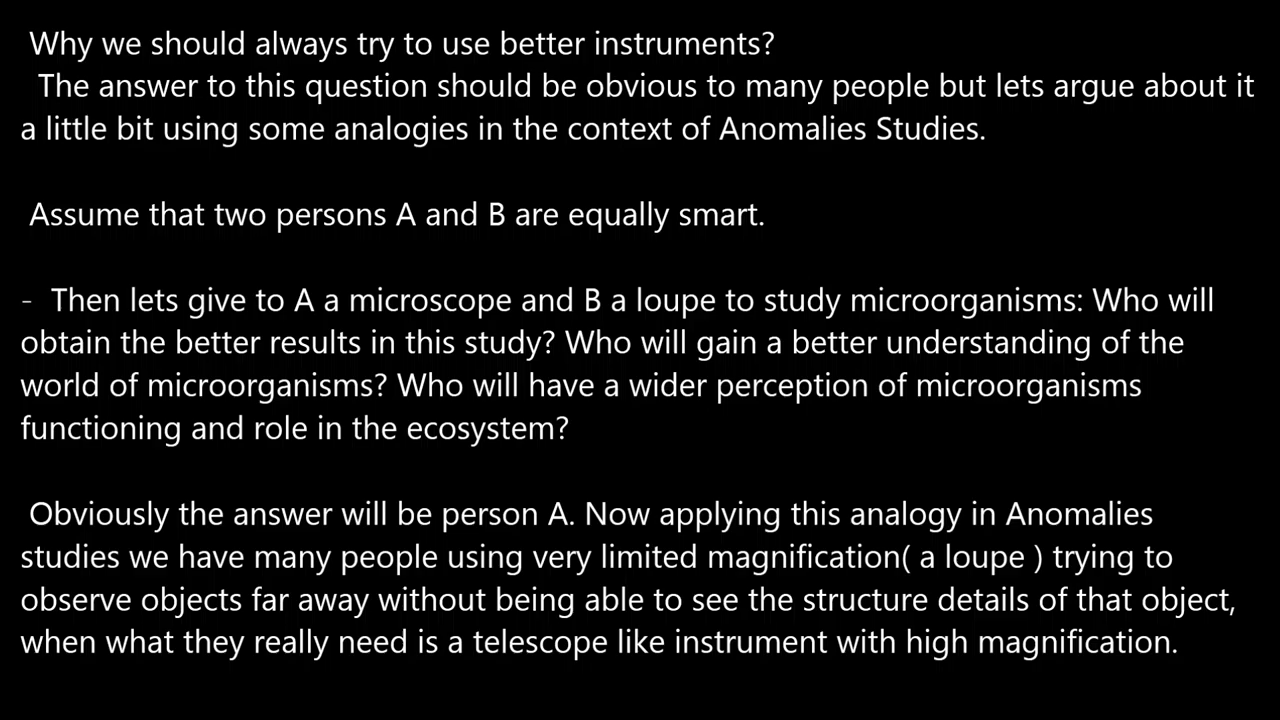 Why we should always try to use better instruments?
The answer to this question should be obvious to many people but lets argue about it
a little bit using some analogies in the context of Anomalies Studies.
Assume that two persons A and B are equally smart.
- Then lets give to A a microscope and B a loupe to study microorganisms: Who will
obtain the better results in this study? Who will gain a better understanding of the
world of microorganisms? Who will have a wider perception of microorganisms
functioning and role in the ecosystem?
Obviously the answer will be person A. Now applying this analogy in Anomalies
studies we have many people using very limited magnification( a loupe ) trying to
observe objects far away without being able to see the structure details of that object,
when what they really need is a telescope like instrument with high magnification.